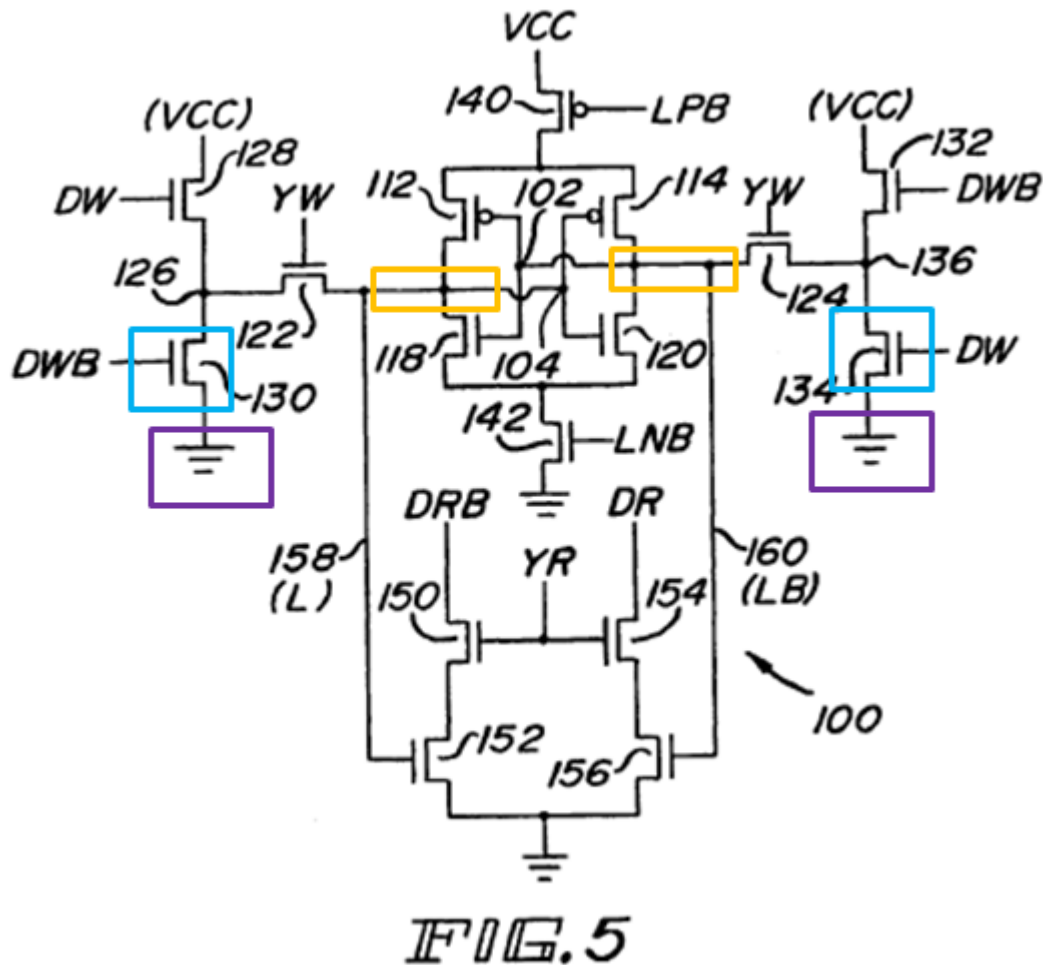 VCC
140 LPB
(VCC) (VCC)
128 132
DW YW 112 102 114 YW DWB
126 136
122 124
118 104 120
DWB 130 134 DW
142 LNB
DRB DR
158 (L) YR 160 (LB)
150 154
100
152 156
FIG.5